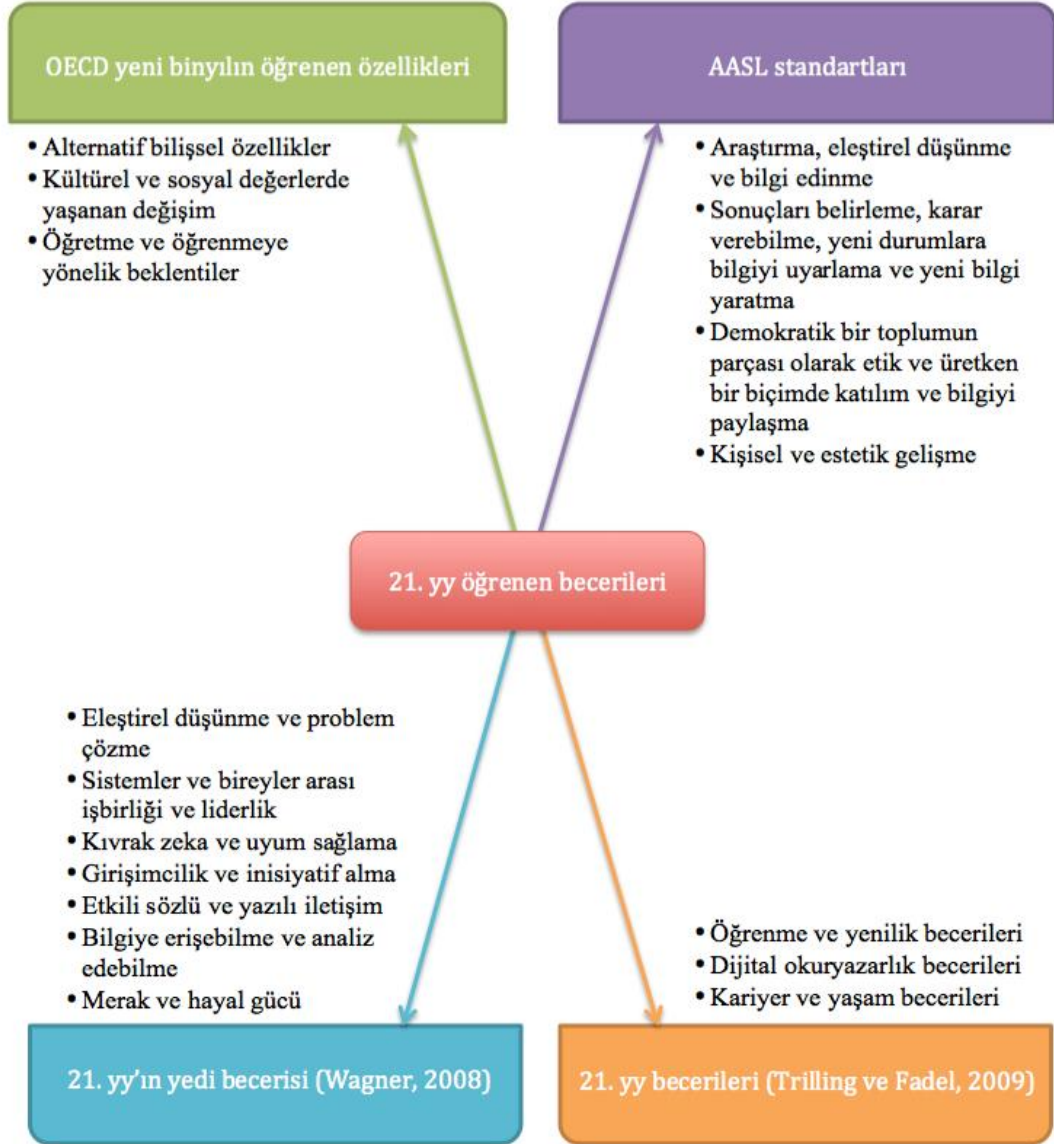 OECD yeni binyılın öğrenen özellikleri
• Alternatif bilişsel özellikler
• Kültürel ve sosyal değerlerde
yaşanan değişim
• Öğretme ve öğrenmeye
yönelik beklentiler
AASL standartları
• Araştırma, eleştirel düşünme
ve bilgi edinme
• Sonuçları belirleme, karar
verebilme, yeni durumlara
bilgiyi uyarlama ve yeni bilgi
yaratma
• Demokratik bir toplumun
parçası olarak etik ve üretken
bir biçimde katılım ve bilgiyi
paylaşma
• Kişisel ve estetik gelişme
21. yy öğrenen becerileri
• Eleştirel düşünme ve problem
çözme
• Sistemler ve bireyler arası
işbirliği ve liderlik
• Kıvrak zeka ve uyum sağlama
• Girişimcilik ve inisiyatif alma
• Etkili sözlü ve yazılı iletişim
• Bilgiye erişebilme ve analiz
edebilme
• Merak ve hayal gücü
21. yy'ın yedi becerisi (Wagner, 2008)
• Öğrenme ve yenilik becerileri
• Dijital okuryazarlık becerileri
• Kariyer ve yaşam becerileri
21. yy becerileri (Trilling ve Fadel, 2009)